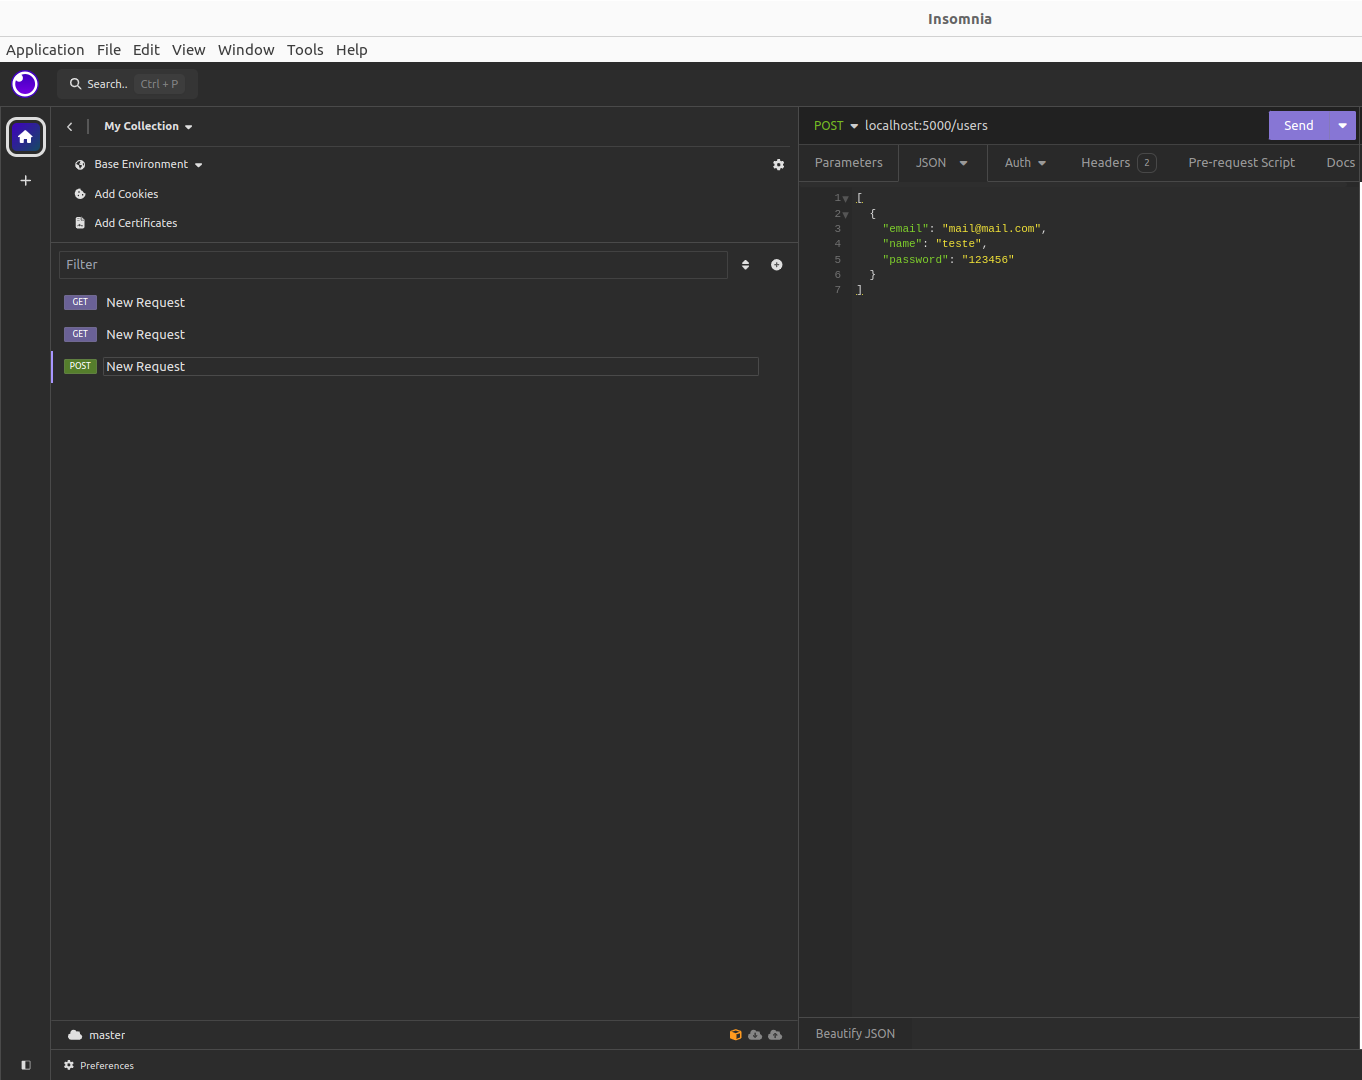 Insomnia
Application File Edit View Window Tools Help
Search.. Ctrl + P
My Collection
Base Environment
Add Cookies
Add Certificates
Filter
GET New Request
GET New Request
POST New Request
master
Preferences
POST localhost:5000/users Send
Parameters JSON Auth Headers 2 Pre-request Script Docs
1 [
2 {
3 "email": "mail@mail.com",
4 "name": "teste",
5 "password": "123456"
6 }
7 ]
Beautify JSON